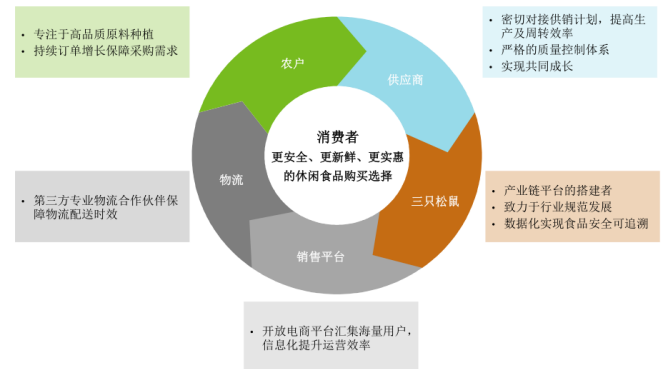 • 专注于高品质原料种植
• 持续订单增长保障采购需求
• 密切对接供销计划，提高生
产及周转效率
• 严格的质量控制体系
• 实现共同成长
农户
供应商
消费者
更安全、更新鲜、更实惠
的休闲食品购买选择
物流
三只松鼠
销售平台
• 第三方专业物流合作伙伴保
障物流配送时效
• 产业链平台的搭建者
• 致力于行业规范发展
• 数据化实现食品安全可追溯
• 开放电商平台汇集海量用户，
信息化提升运营效率